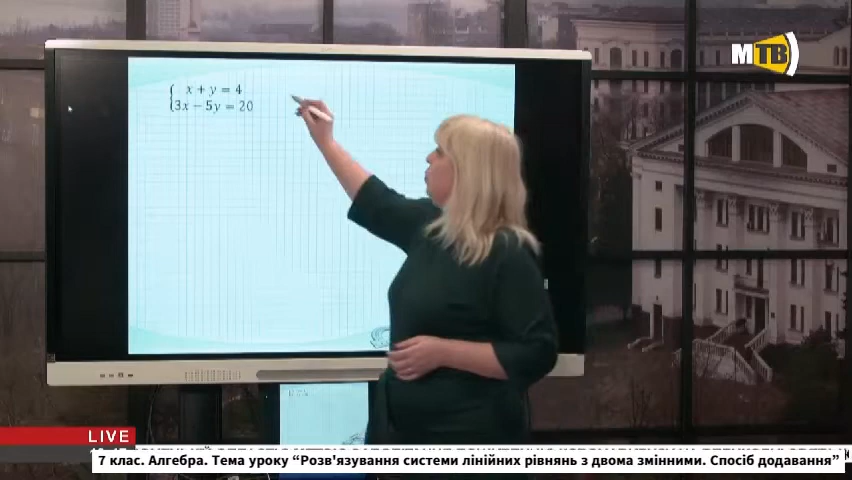 МТВ
x + y = 4
3x − 5y = 20
LIVE
7 клас. Алгебра. Тема уроку “Розв'язування системи лінійних рівнянь з двома змінними. Спосіб додавання”